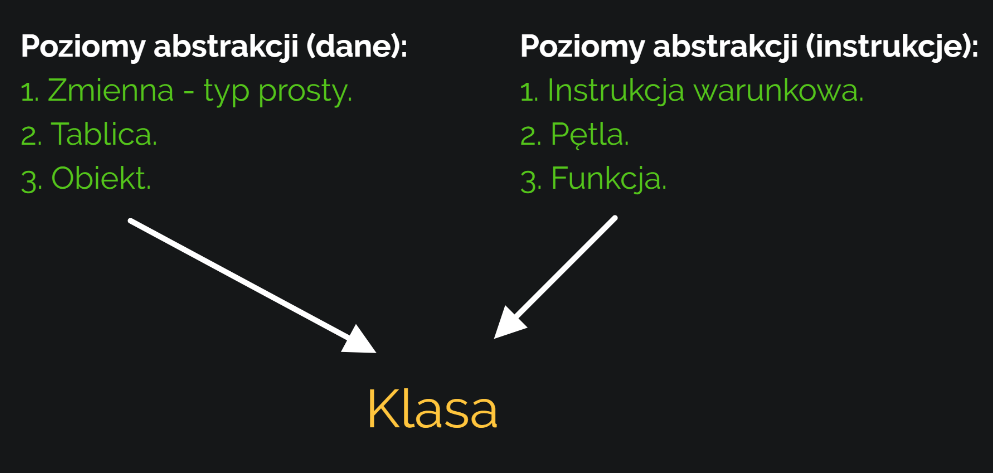 Poziomy abstrakcji (dane):
1. Zmienna - typ prosty.
2. Tablica.
3. Obiekt.
Poziomy abstrakcji (instrukcje):
1. Instrukcja warunkowa.
2. Pętla.
3. Funkcja.
Klasa